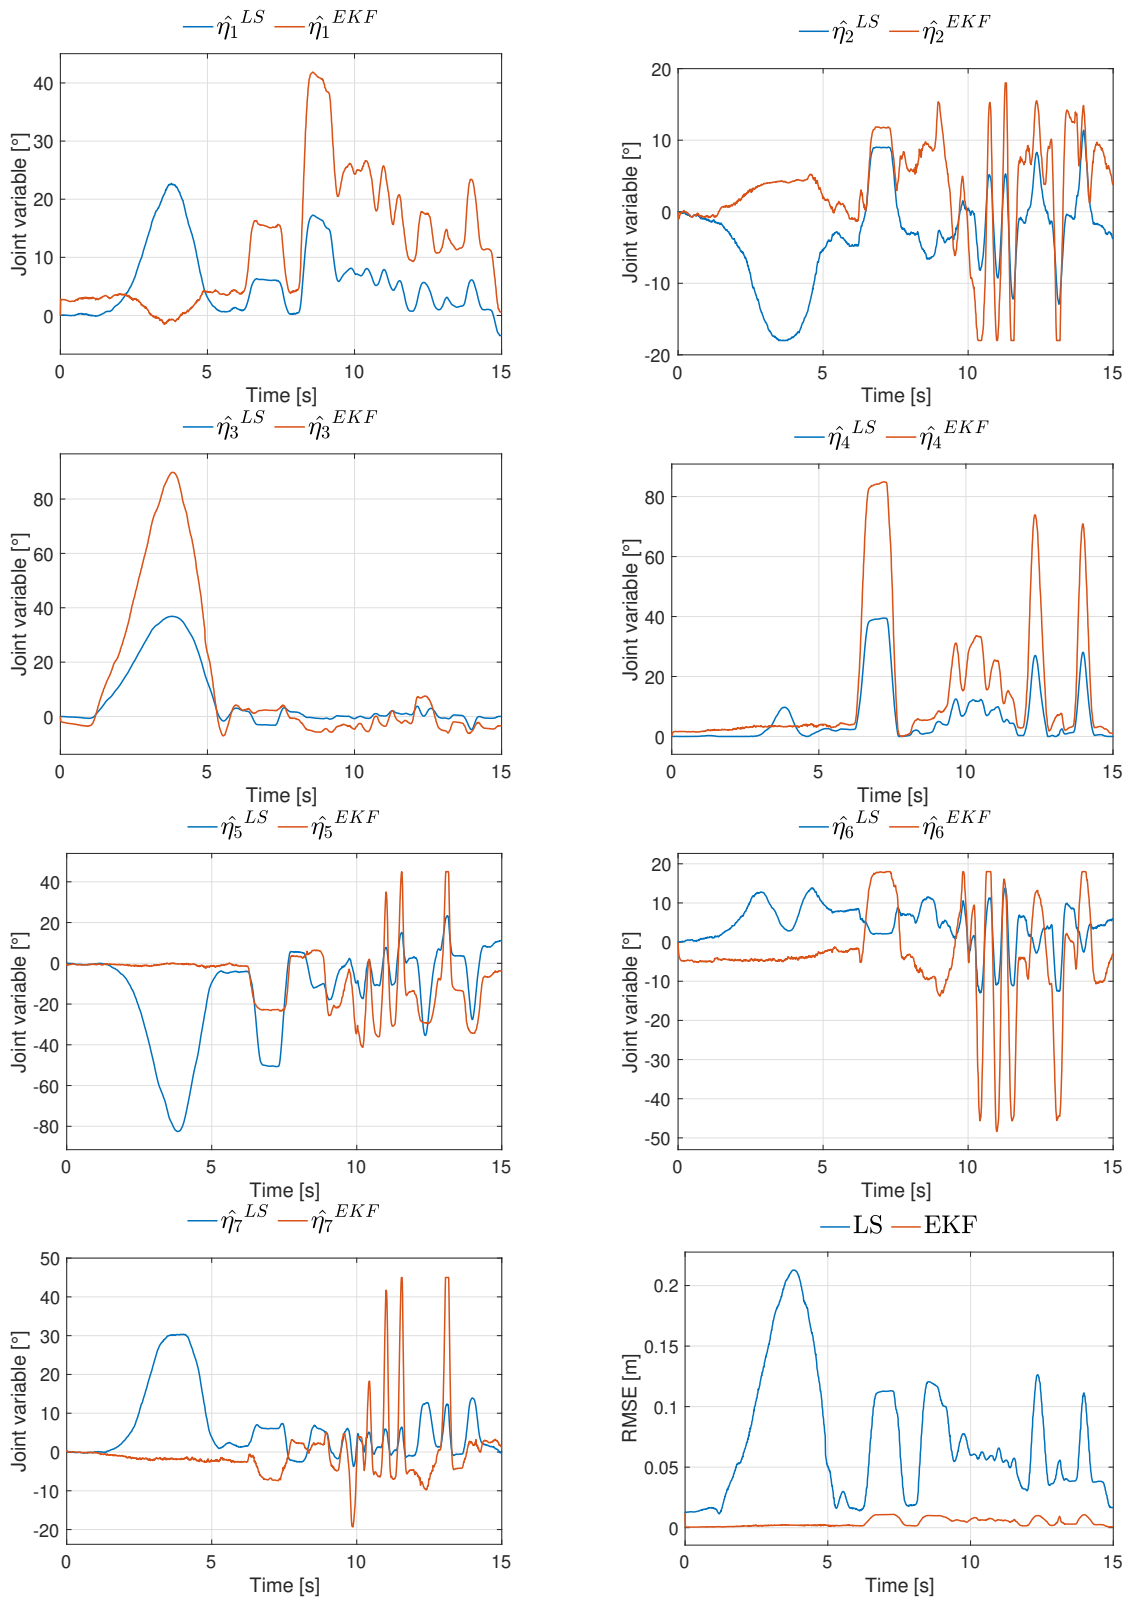 η̂₁^LS η̂₁^EKF
40
30
20
10
0
Joint variable [°]
0 5 10 15
Time [s]
η̂₂^LS η̂₂^EKF
20
10
0
-10
-20
Joint variable [°]
0 5 10 15
Time [s]
η̂₃^LS η̂₃^EKF
80
60
40
20
0
Joint variable [°]
0 5 10 15
Time [s]
η̂₄^LS η̂₄^EKF
80
60
40
20
0
Joint variable [°]
0 5 10 15
Time [s]
η̂₅^LS η̂₅^EKF
40
20
0
-20
-40
-60
-80
Joint variable [°]
0 5 10 15
Time [s]
η̂₆^LS η̂₆^EKF
20
10
0
-10
-20
-30
-40
-50
Joint variable [°]
0 5 10 15
Time [s]
η̂₇^LS η̂₇^EKF
50
40
30
20
10
0
-10
-20
Joint variable [°]
0 5 10 15
Time [s]
LS EKF
0.2
0.15
0.1
0.05
0
RMSE [m]
0 5 10 15
Time [s]